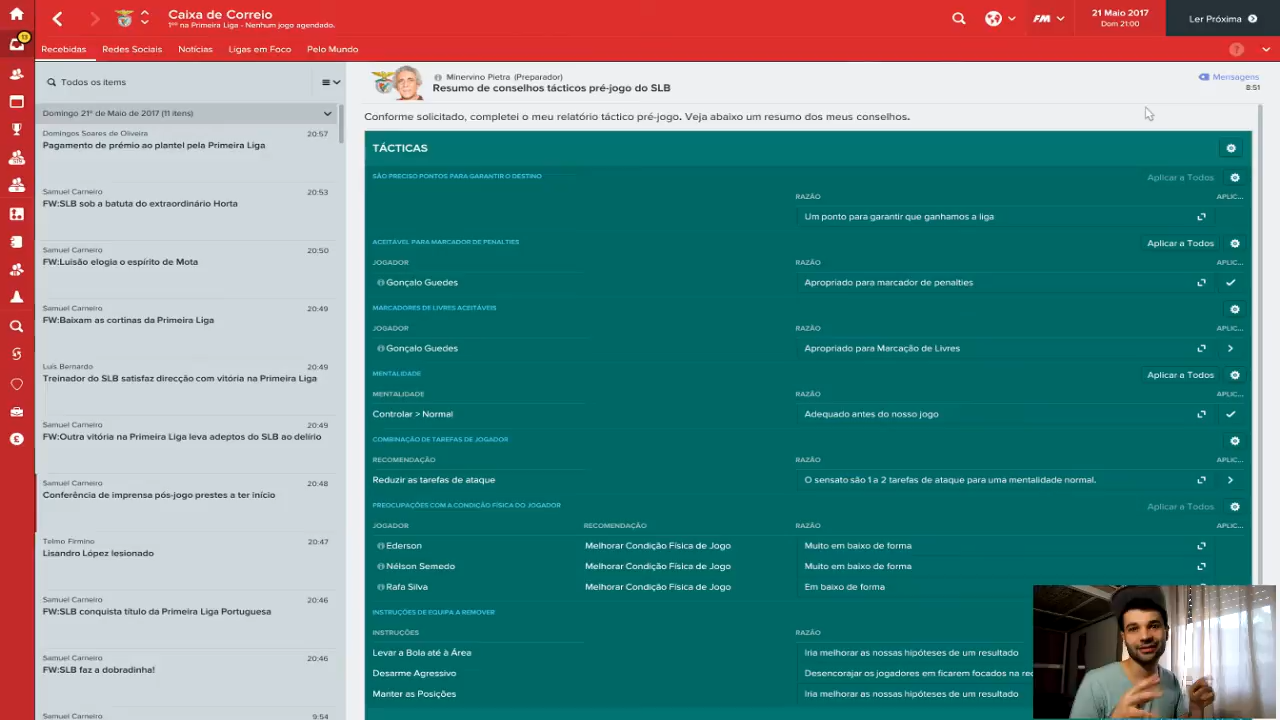 Caixa de Correio
1ºº na Primeira Liga - Nenhum jogo agendado.
FM
21 Maio 2017
Dom 21:00
Ler Próxima
11
Recebidas
Redes Sociais
Notícias
Ligas em Foco
Pelo Mundo
Todos os ítems
Domingo 21º de Maio de 2017 (11 itens)
Domingos Soares de Oliveira 20:57
Pagamento de prémio ao plantel pela Primeira Liga
Samuel Carneiro 20:53
FW:SLB sob a batuta do extraordinário Horta
Samuel Carneiro 20:50
FW:Luisão elogia o espírito de Mota
Samuel Carneiro 20:49
FW:Baixam as cortinas da Primeira Liga
Luís Bernardo 20:49
Treinador do SLB satisfaz direcção com vitória na Primeira Liga
Samuel Carneiro 20:49
FW:Outra vitória na Primeira Liga leva adeptos do SLB ao delírio
Samuel Carneiro 20:48
Conferência de imprensa pós-jogo prestes a ter início
Telmo Firmino 20:47
Lisandro López lesionado
Samuel Carneiro 20:46
FW:SLB conquista título da Primeira Liga Portuguesa
Samuel Carneiro 20:46
FW:SLB faz a dobradinha!
Samuel Carneiro 9:54
Minervino Pietra (Preparador)
Resumo de conselhos tácticos pré-jogo do SLB
Mensagens
8:51
Conforme solicitado, completei o meu relatório táctico pré-jogo. Veja abaixo um resumo dos meus conselhos.
TÁCTICAS
SÃO PRECISO PONTOS PARA GARANTIR O DESTINO Aplicar a Todos
RAZÃO APLIC...
Um ponto para garantir que ganhamos a liga
ACEITÁVEL PARA MARCADOR DE PENALTIES Aplicar a Todos
JOGADOR RAZÃO APLIC...
Gonçalo Guedes Apropriado para marcador de penalties
MARCADORES DE LIVRES ACEITÁVEIS
JOGADOR RAZÃO APLIC...
Gonçalo Guedes Apropriado para Marcação de Livres
MENTALIDADE Aplicar a Todos
MENTALIDADE RAZÃO APLIC...
Controlar > Normal Adequado antes do nosso jogo
COMBINAÇÃO DE TAREFAS DE JOGADOR
RECOMENDAÇÃO RAZÃO APLIC...
Reduzir as tarefas de ataque O sensato são 1 a 2 tarefas de ataque para uma mentalidade normal.
PREOCUPAÇÕES COM A CONDIÇÃO FÍSICA DO JOGADOR Aplicar a Todos
JOGADOR RECOMENDAÇÃO RAZÃO APLIC...
Ederson Melhorar Condição Física de Jogo Muito em baixo de forma
Nélson Semedo Melhorar Condição Física de Jogo Muito em baixo de forma
Rafa Silva Melhorar Condição Física de Jogo Em baixo de forma
INSTRUÇÕES DE EQUIPA A REMOVER
INSTRUÇÕES RAZÃO
Levar a Bola até à Área Iria melhorar as nossas hipóteses de um resultado
Desarme Agressivo Desencorajar os jogadores em ficarem focados na
Manter as Posições Iria melhorar as nossas hipóteses de um resultado